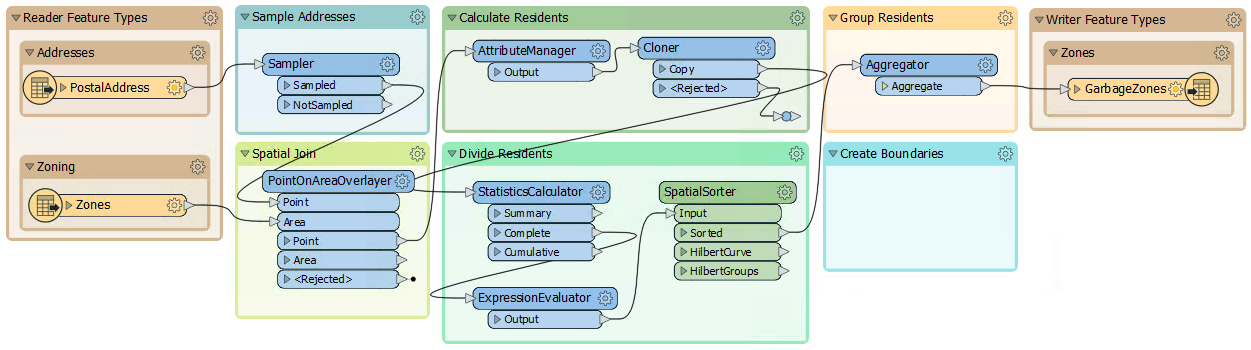 Reader Feature Types
Addresses
PostalAddress
Zoning
Zones
Sample Addresses
Sampler
Sampled
NotSampled
Spatial Join
PointOnAreaOverlayer
Point
Area
Point
Area
<Rejected>
Calculate Residents
AttributeManager
Output
Cloner
Copy
<Rejected>
Divide Residents
StatisticsCalculator
Summary
Complete
Cumulative
ExpressionEvaluator
Output
SpatialSorter
Input
Sorted
HilbertCurve
HilbertGroups
Group Residents
Aggregator
Aggregate
Create Boundaries
Writer Feature Types
Zones
GarbageZones